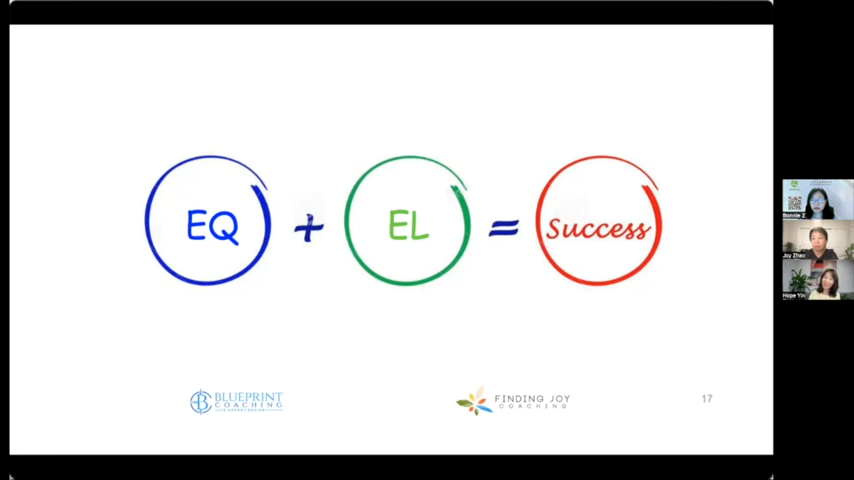 EQ + EL = Success
BLUEPRINT
COACHING
FINDING JOY
COACHING
17
Bonnie Z
Joy Zhao
Hope Yin